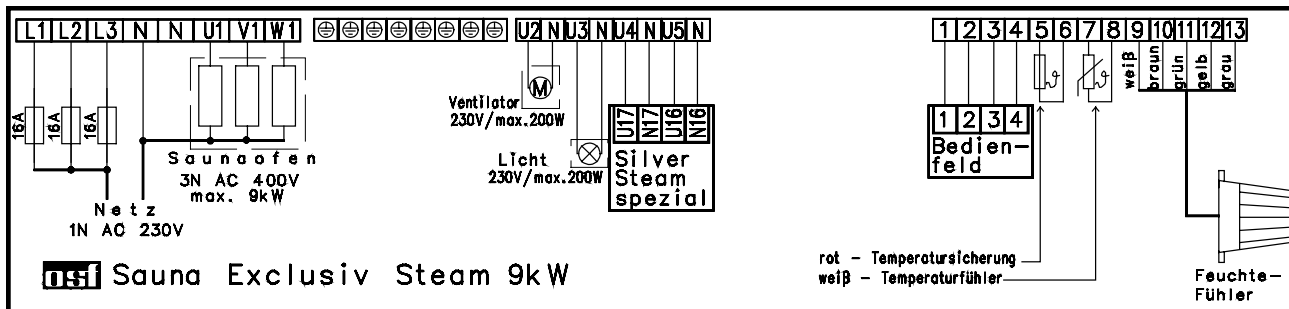 L1 L2 L3 N N U1 V1 W1
U2 N U3 N U4 N U5 N
1 2 3 4 5 6 7 8 9 10 11 12 13
16A 16A 16A
Saunaofen
3N AC 400V
max. 9kW
Netz
1N AC 230V
M
Ventilator
230V/max.200W
Licht
230V/max.200W
U17 N17 U16 N16
Silver
Steam
spezial
1 2 3 4
Bedien-
feld
ϑ
ϑ
weiß
braun
grün
gelb
grau
rot - Temperatursicherung
weiß - Temperaturfühler
Feuchte-
Fühler
osf Sauna Exclusiv Steam 9kW